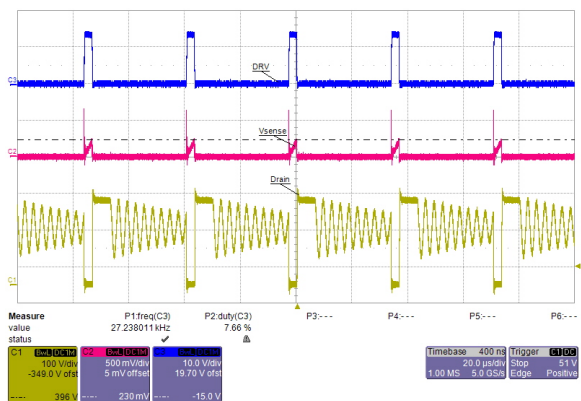 C3
DRV
Vsense
C2
Drain
C1
Measure P1:freq(C3) P2:duty(C3) P3:--- P4:--- P5:--- P6:---
value 27.238011 kHz 7.66 %
status
C1 BwL DC1M
100 V/div
-349.0 V ofst
396 V
C2 BwL DC1M
500 mV/div
5 mV offset
230 mV
BwL DC1M
10.0 V/div
19.70 V ofst
-15.0 V
Timebase 400 ns
20.0 µs/div
1.00 MS 5.0 GS/s
Trigger C1 DC
Stop 51 V
Edge Positive